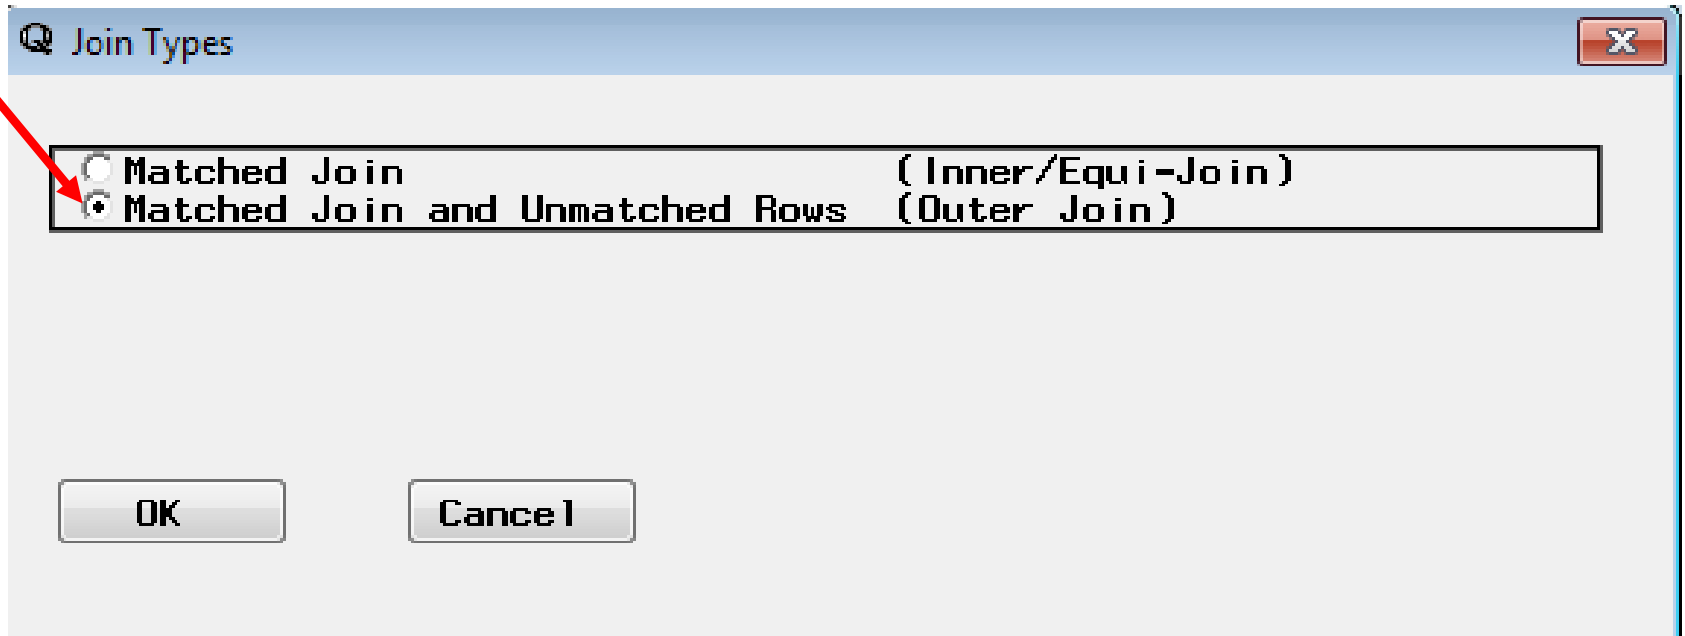 Join Types
Matched Join (Inner/Equi-Join)
Matched Join and Unmatched Rows (Outer Join)
OK Cancel